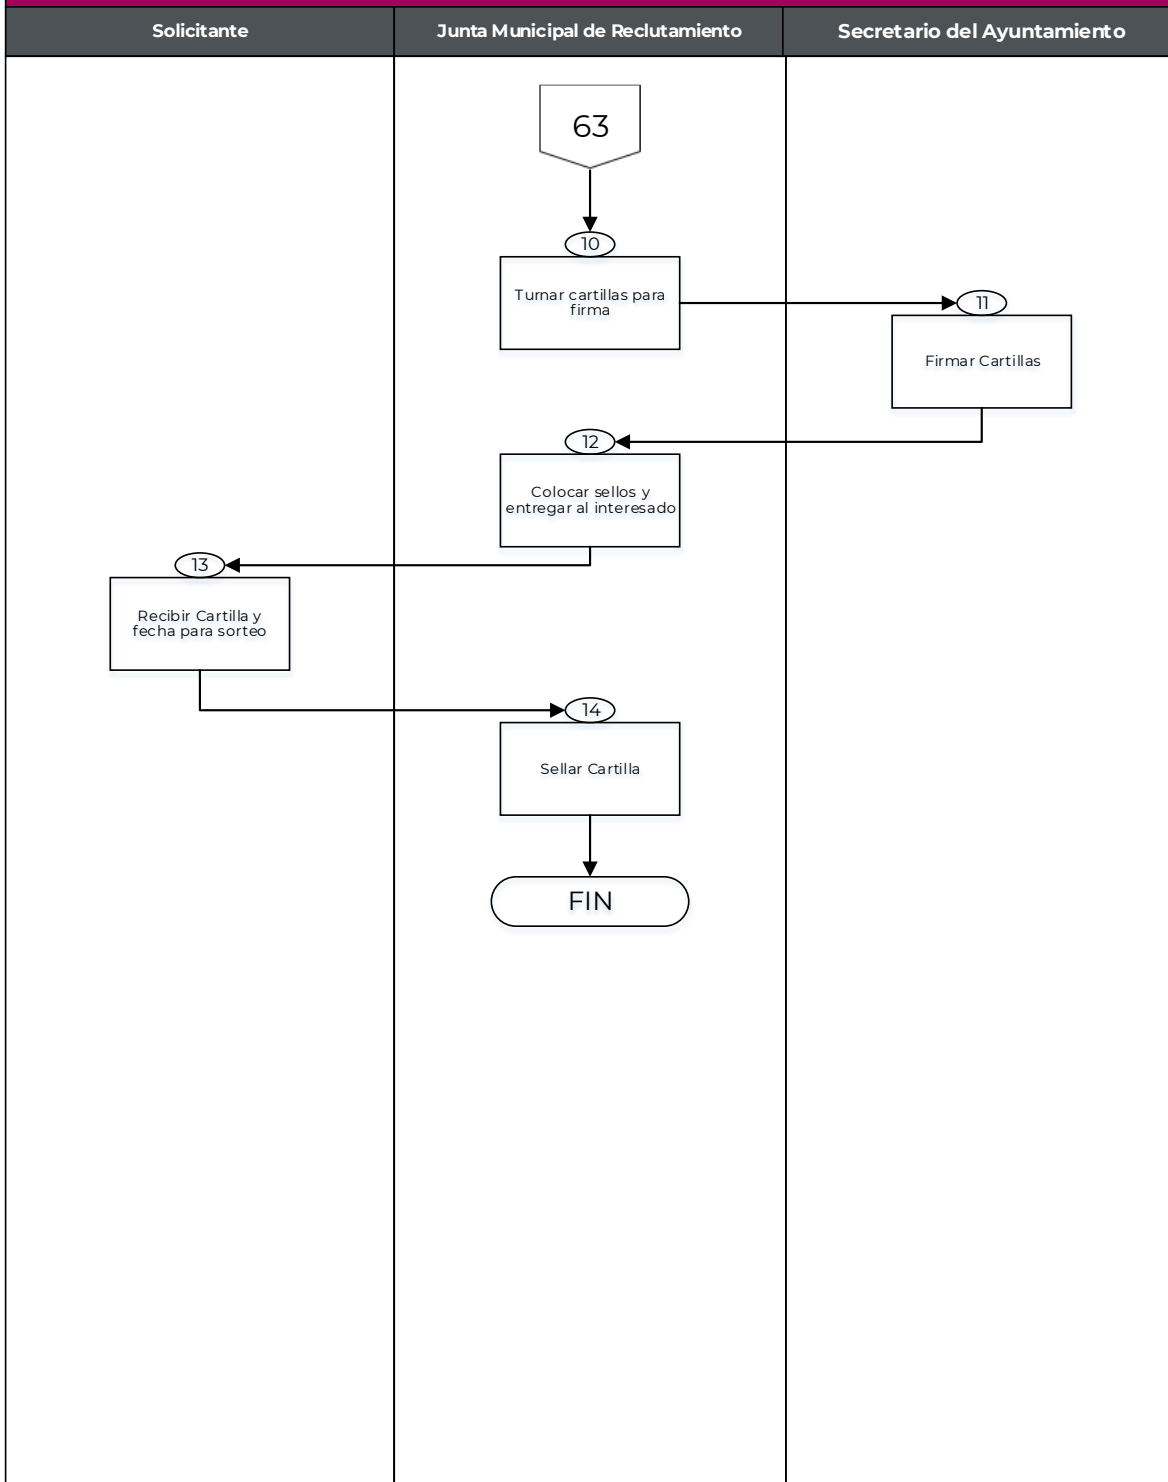 Solicitante
Junta Municipal de Reclutamiento
Secretario del Ayuntamiento
63
10
Turnar cartillas para
firma
11
Firmar Cartillas
12
Colocar sellos y
entregar al interesado
13
Recibir Cartilla y
fecha para sorteo
14
Sellar Cartilla
FIN